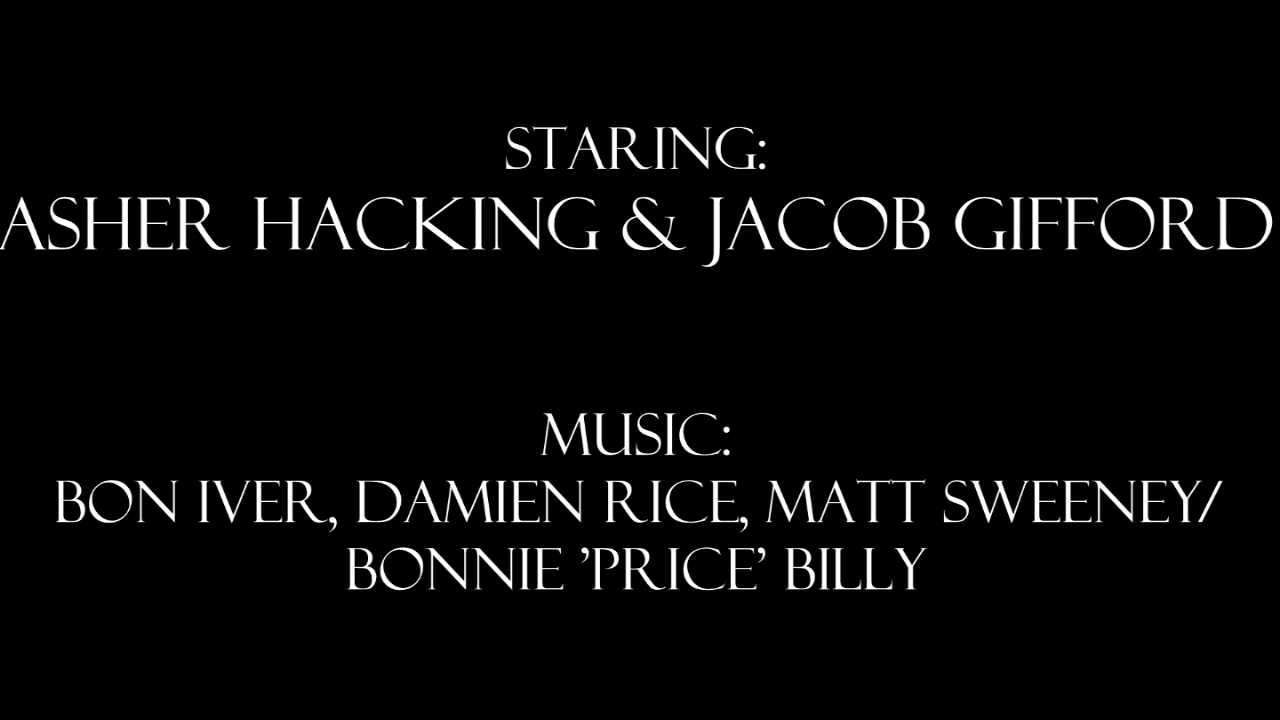 STARING:
ASHER HACKING & JACOB GIFFORD
MUSIC:
BON IVER, DAMIEN RICE, MATT SWEENEY/
BONNIE 'PRICE' BILLY